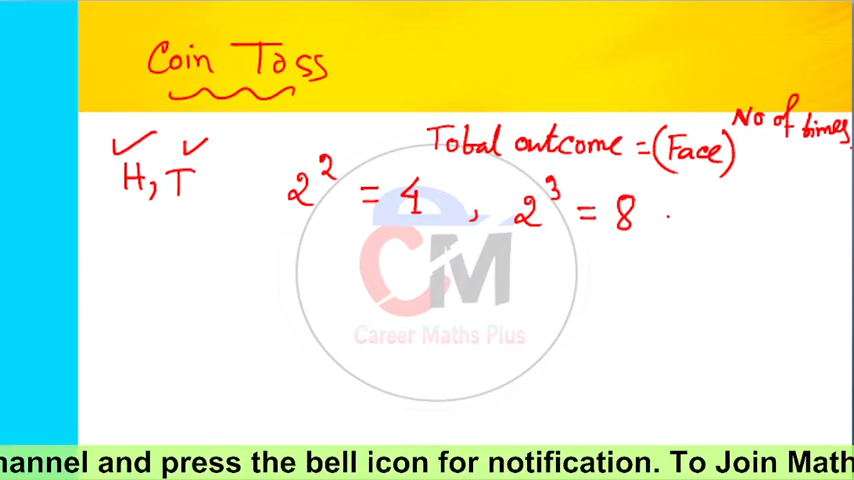 Coin Toss
H, T
Total outcome = (Face)^No of times
2^2 = 4 , 2^3 = 8
CM
Career Maths Plus
hannel and press the bell icon for notification. To Join Math